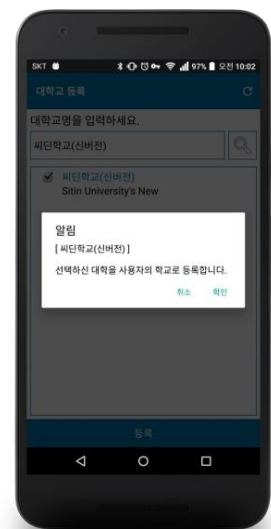 SKT 97% 오전 10:02
대학교 등록
대학교명을 입력하세요.
씨딘학교(신버전)
씨딘학교(신버전)
Sitin University's New
알림
[ 씨딘학교(신버전) ]
선택하신 대학을 사용자의 학교로 등록합니다.
취소 확인
등록